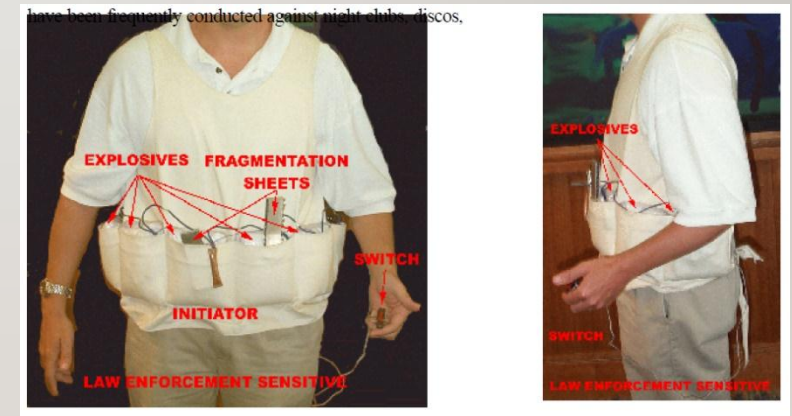 have been frequently conducted against night clubs, discos,
EXPLOSIVES FRAGMENTATION
SHEETS
SWITCH
INITIATOR
LAW ENFORCEMENT SENSITIVE
EXPLOSIVES
SWITCH
LAW ENFORCEMENT SENSITIVE